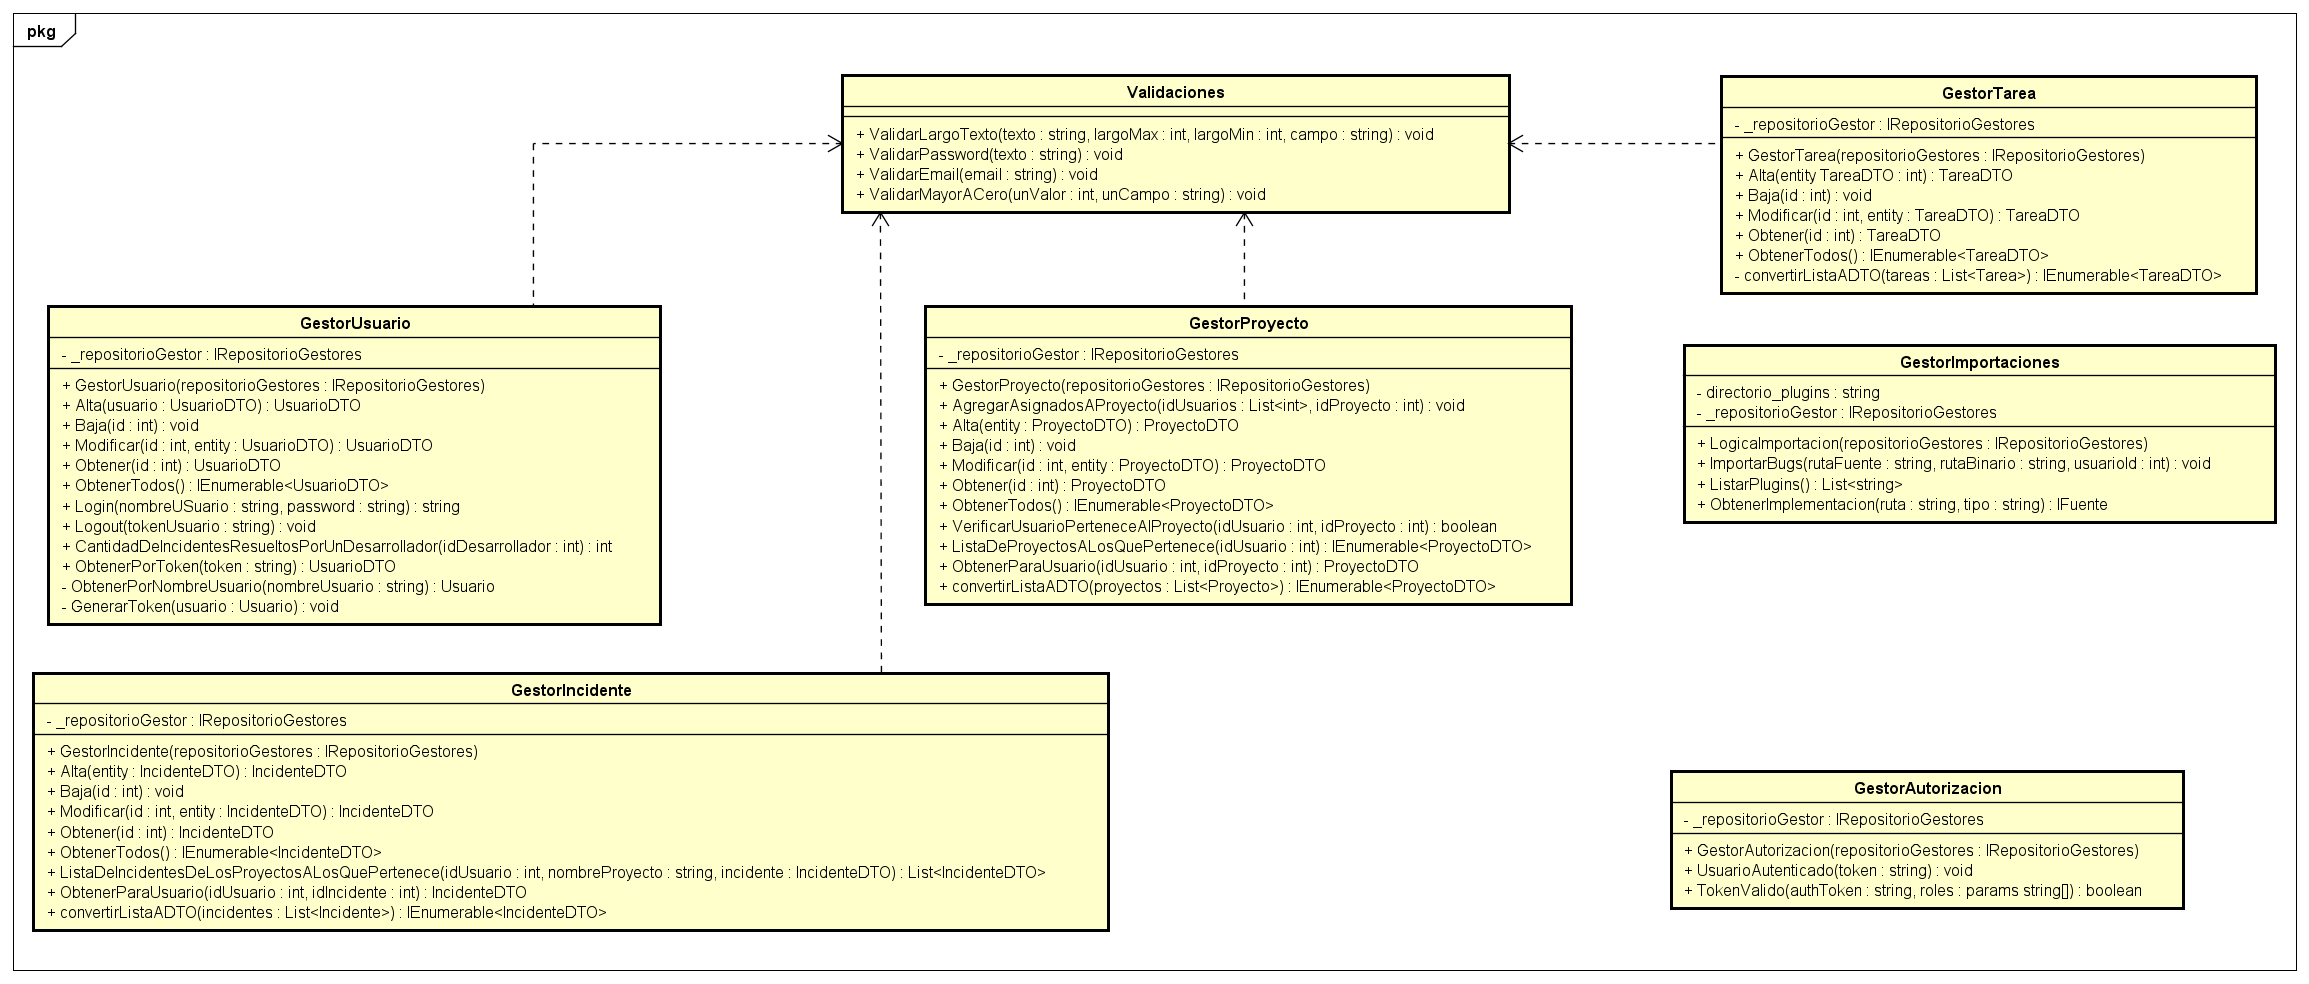 pkg
Validaciones
+ ValidarLargoTexto(texto : string, largoMax : int, largoMin : int, campo : string) : void
+ ValidarPassword(texto : string) : void
+ ValidarEmail(email : string) : void
+ ValidarMayorACero(unValor : int, unCampo : string) : void
GestorTarea
- _repositorioGestor : IRepositorioGestores
+ GestorTarea(repositorioGestores : IRepositorioGestores)
+ Alta(entity TareaDTO : int) : TareaDTO
+ Baja(id : int) : void
+ Modificar(id : int, entity : TareaDTO) : TareaDTO
+ Obtener(id : int) : TareaDTO
+ ObtenerTodos() : IEnumerable<TareaDTO>
- convertirListaADTO(tareas : List<Tarea>) : IEnumerable<TareaDTO>
GestorUsuario
- _repositorioGestor : IRepositorioGestores
+ GestorUsuario(repositorioGestores : IRepositorioGestores)
+ Alta(usuario : UsuarioDTO) : UsuarioDTO
+ Baja(id : int) : void
+ Modificar(id : int, entity : UsuarioDTO) : UsuarioDTO
+ Obtener(id : int) : UsuarioDTO
+ ObtenerTodos() : IEnumerable<UsuarioDTO>
+ Login(nombreUSuario : string, password : string) : string
+ Logout(tokenUsuario : string) : void
+ CantidadDeIncidentesResueltosPorUnDesarrollador(idDesarrollador : int) : int
+ ObtenerPorToken(token : string) : UsuarioDTO
- ObtenerPorNombreUsuario(nombreUsuario : string) : Usuario
- GenerarToken(usuario : Usuario) : void
GestorProyecto
- _repositorioGestor : IRepositorioGestores
+ GestorProyecto(repositorioGestores : IRepositorioGestores)
+ AgregarAsignadosAProyecto(idUsuarios : List<int>, idProyecto : int) : void
+ Alta(entity : ProyectoDTO) : ProyectoDTO
+ Baja(id : int) : void
+ Modificar(id : int, entity : ProyectoDTO) : ProyectoDTO
+ Obtener(id : int) : ProyectoDTO
+ ObtenerTodos() : IEnumerable<ProyectoDTO>
+ VerificarUsuarioPerteneceAlProyecto(idUsuario : int, idProyecto : int) : boolean
+ ListaDeProyectosALosQuePertenece(idUsuario : int) : IEnumerable<ProyectoDTO>
+ ObtenerParaUsuario(idUsuario : int, idProyecto : int) : ProyectoDTO
+ convertirListaADTO(proyectos : List<Proyecto>) : IEnumerable<ProyectoDTO>
GestorImportaciones
- directorio_plugins : string
- _repositorioGestor : IRepositorioGestores
+ LogicaImportacion(repositorioGestores : IRepositorioGestores)
+ ImportarBugs(rutaFuente : string, rutaBinario : string, usuarioId : int) : void
+ ListarPlugins() : List<string>
+ ObtenerImplementacion(ruta : string, tipo : string) : IFuente
GestorIncidente
- _repositorioGestor : IRepositorioGestores
+ GestorIncidente(repositorioGestores : IRepositorioGestores)
+ Alta(entity : IncidenteDTO) : IncidenteDTO
+ Baja(id : int) : void
+ Modificar(id : int, entity : IncidenteDTO) : IncidenteDTO
+ Obtener(id : int) : IncidenteDTO
+ ObtenerTodos() : IEnumerable<IncidenteDTO>
+ ListaDeIncidentesDeLosProyectosALosQuePertenece(idUsuario : int, nombreProyecto : string, incidente : IncidenteDTO) : List<IncidenteDTO>
+ ObtenerParaUsuario(idUsuario : int, idIncidente : int) : IncidenteDTO
+ convertirListaADTO(incidentes : List<Incidente>) : IEnumerable<IncidenteDTO>
GestorAutorizacion
- _repositorioGestor : IRepositorioGestores
+ GestorAutorizacion(repositorioGestores : IRepositorioGestores)
+ UsuarioAutenticado(token : string) : void
+ TokenValido(authToken : string, roles : params string[]) : boolean